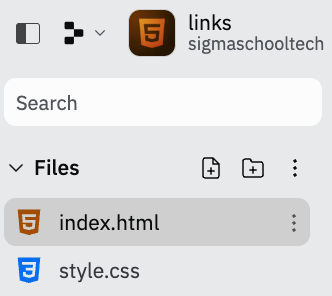 links
sigmaschooltech
Search
Files
index.html
style.css